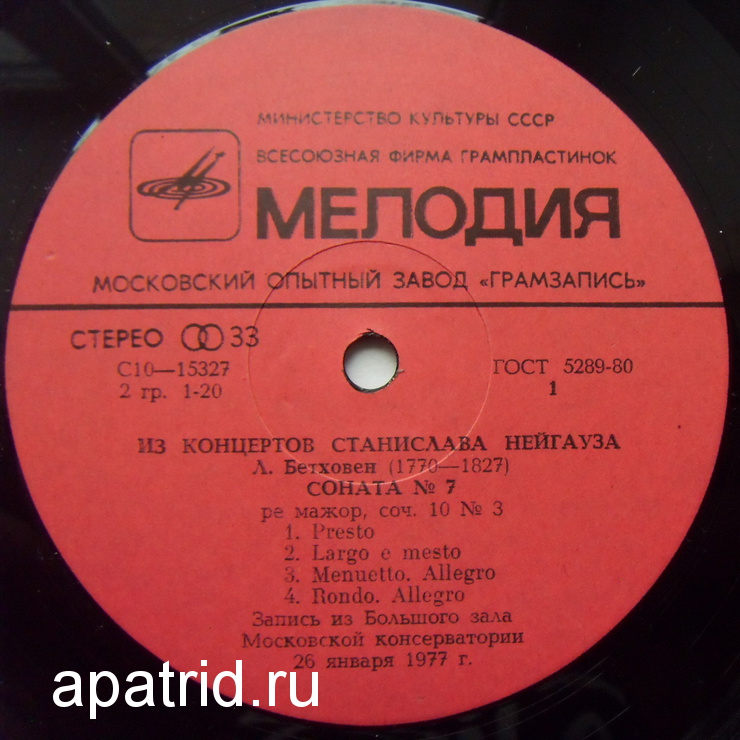 МИНИСТЕРСТВО КУЛЬТУРЫ СССР
ВСЕСОЮЗНАЯ ФИРМА ГРАМПЛАСТИНОК
МЕЛОДИЯ
МОСКОВСКИЙ ОПЫТНЫЙ ЗАВОД «ГРАМЗАПИСЬ»
СТЕРЕО 33
С10—15327 ГОСТ 5289-80
2 гр. 1-20 1
ИЗ КОНЦЕРТОВ СТАНИСЛАВА НЕЙГАУЗА
Л. Бетховен (1770—1827)
СОНАТА № 7
ре мажор, соч. 10 № 3
1. Presto
2. Largo e mesto
3. Menuetto. Allegro
4. Rondo. Allegro
Запись из Большого зала
Московской консерватории
26 января 1977 г.
apatrid.ru